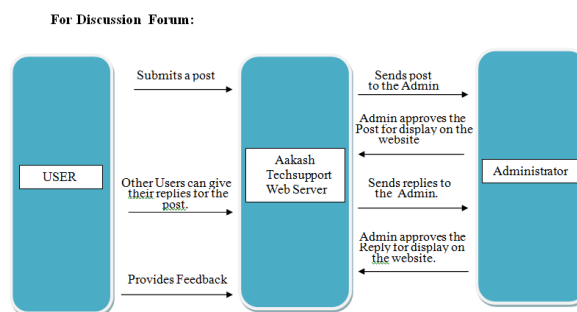 For Discussion Forum:
Submits a post
Sends post
to the Admin
Admin approves the
Post for display on the
website
USER
Aakash
Techsupport
Web Server
Administrator
Other Users can give
their replies for the
post.
Sends replies to
the Admin.
Admin approves the
Reply for display on
the website.
Provides Feedback